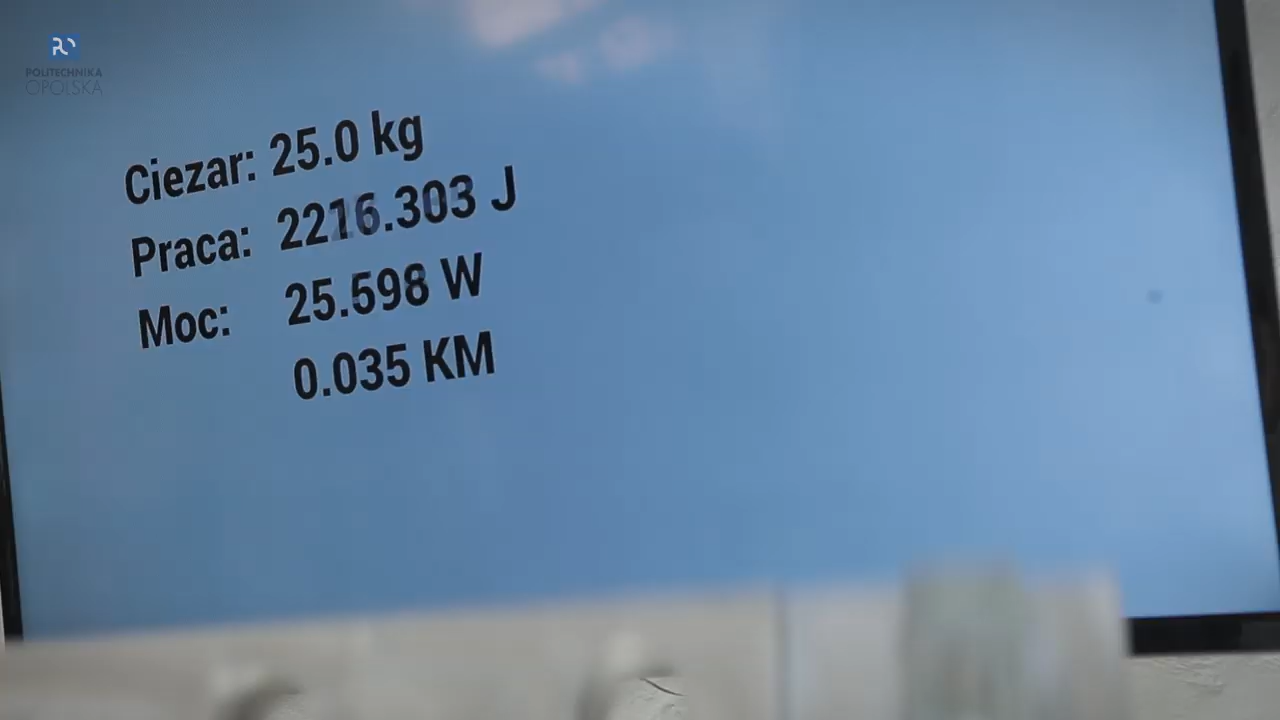 POLITECHNIKA
OPOLSKA
Ciezar: 25.0 kg
Praca: 2216.303 J
Moc: 25.598 W
0.035 KM